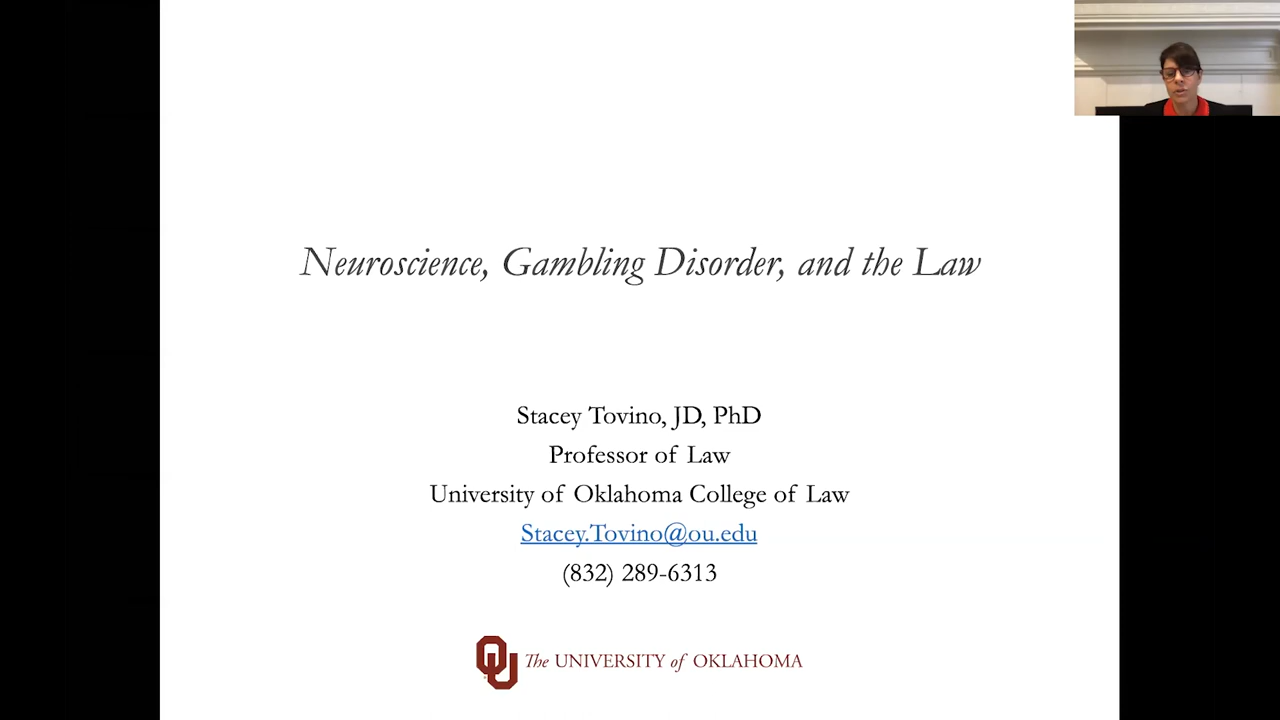 Neuroscience, Gambling Disorder, and the Law
Stacey Tovino, JD, PhD
Professor of Law
University of Oklahoma College of Law
Stacey.Tovino@ou.edu
(832) 289-6313
OU The UNIVERSITY of OKLAHOMA